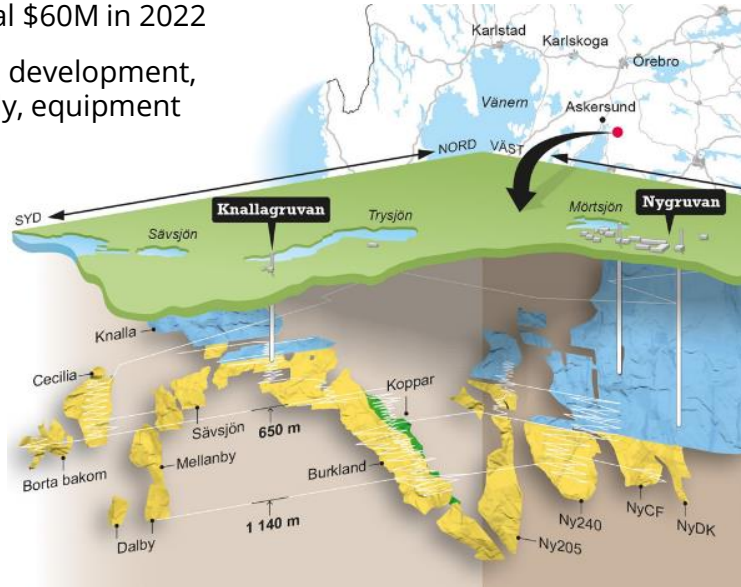 al $60M in 2022
development,
y, equipment
Karlstad
Karlskoga
Örebro
Vänern
Askersund
NORD
VÄST
SYD
Knallagruvan
Trysjön
Sävsjön
Mörtsjön
Nygruvan
Knalla
Cecilia
Koppar
Sävsjön
650 m
Mellanby
Borta bakom
Burkland
1 140 m
Dalby
Ny240
NyCF
NyDK
Ny205